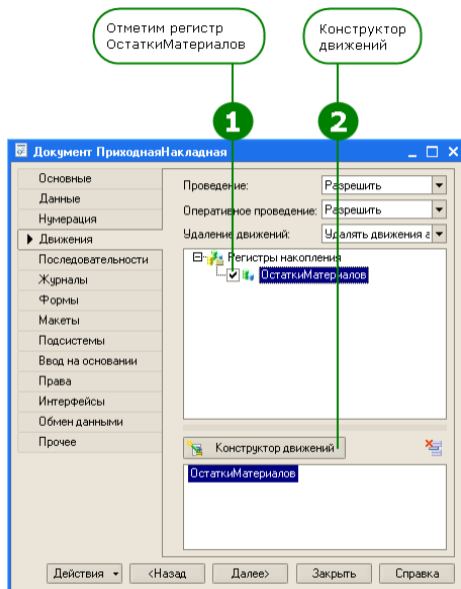 Отметим регистр
ОстаткиМатериалов
Конструктор
движений
1
2
Документ ПриходнаяНакладная
Основные
Данные
Нумерация
Движения
Последовательности
Журналы
Формы
Макеты
Подсистемы
Ввод на основании
Права
Интерфейсы
Обмен данными
Прочее
Проведение:
Разрешить
Оперативное проведение:
Разрешить
Удаление движений:
Удалять движения а
Регистры накопления
ОстаткиМатериалов
Конструктор движений
ОстаткиМатериалов
Действия
<Назад
Далее>
Закрыть
Справка